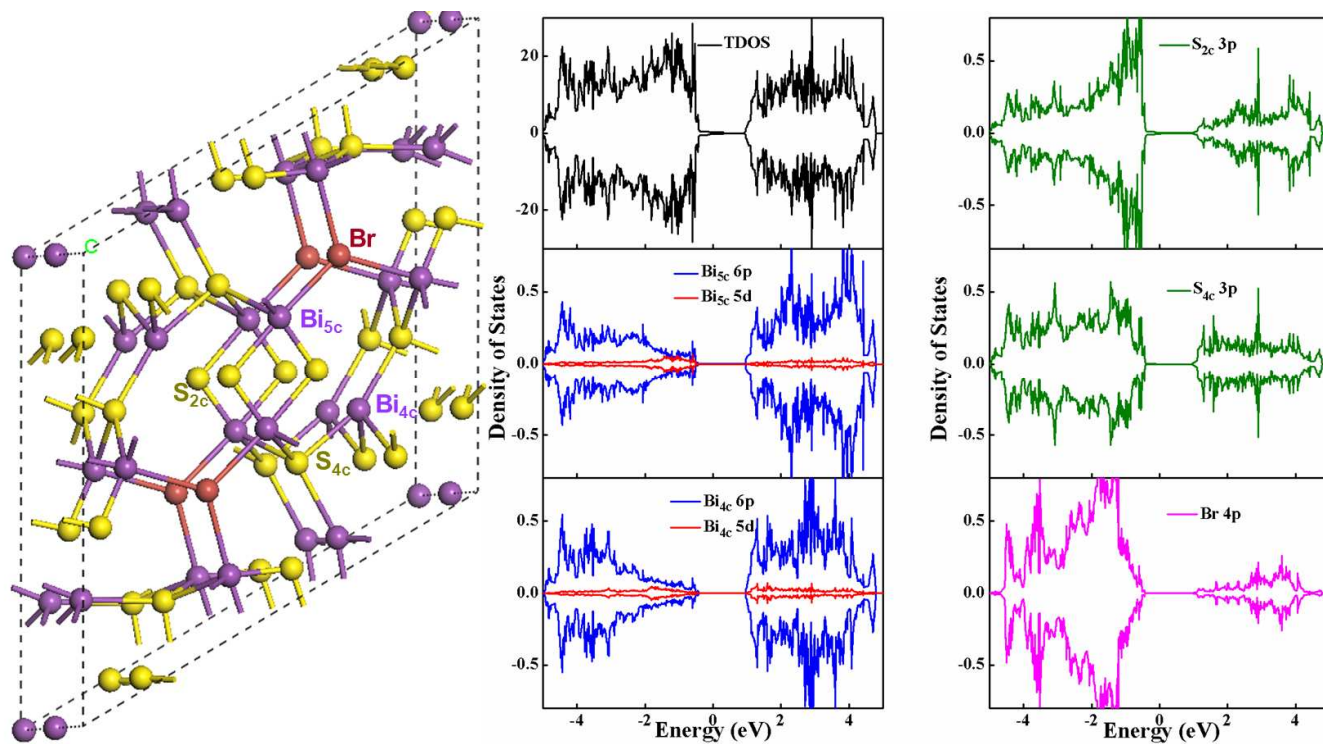 C
Br
Bi5c
S2c
Bi4c
S4c
Density of States
20
0
-20
TDOS
0.5
0.0
-0.5
Bi5c 6p
Bi5c 5d
0.5
0.0
-0.5
Bi4c 6p
Bi4c 5d
-4 -2 0 2 4
Energy (eV)
Density of States
0.5
0.0
-0.5
S2c 3p
0.5
0.0
-0.5
S4c 3p
0.5
0.0
0.5
Br 4p
-4 -2 0 2 4
Energy (eV)